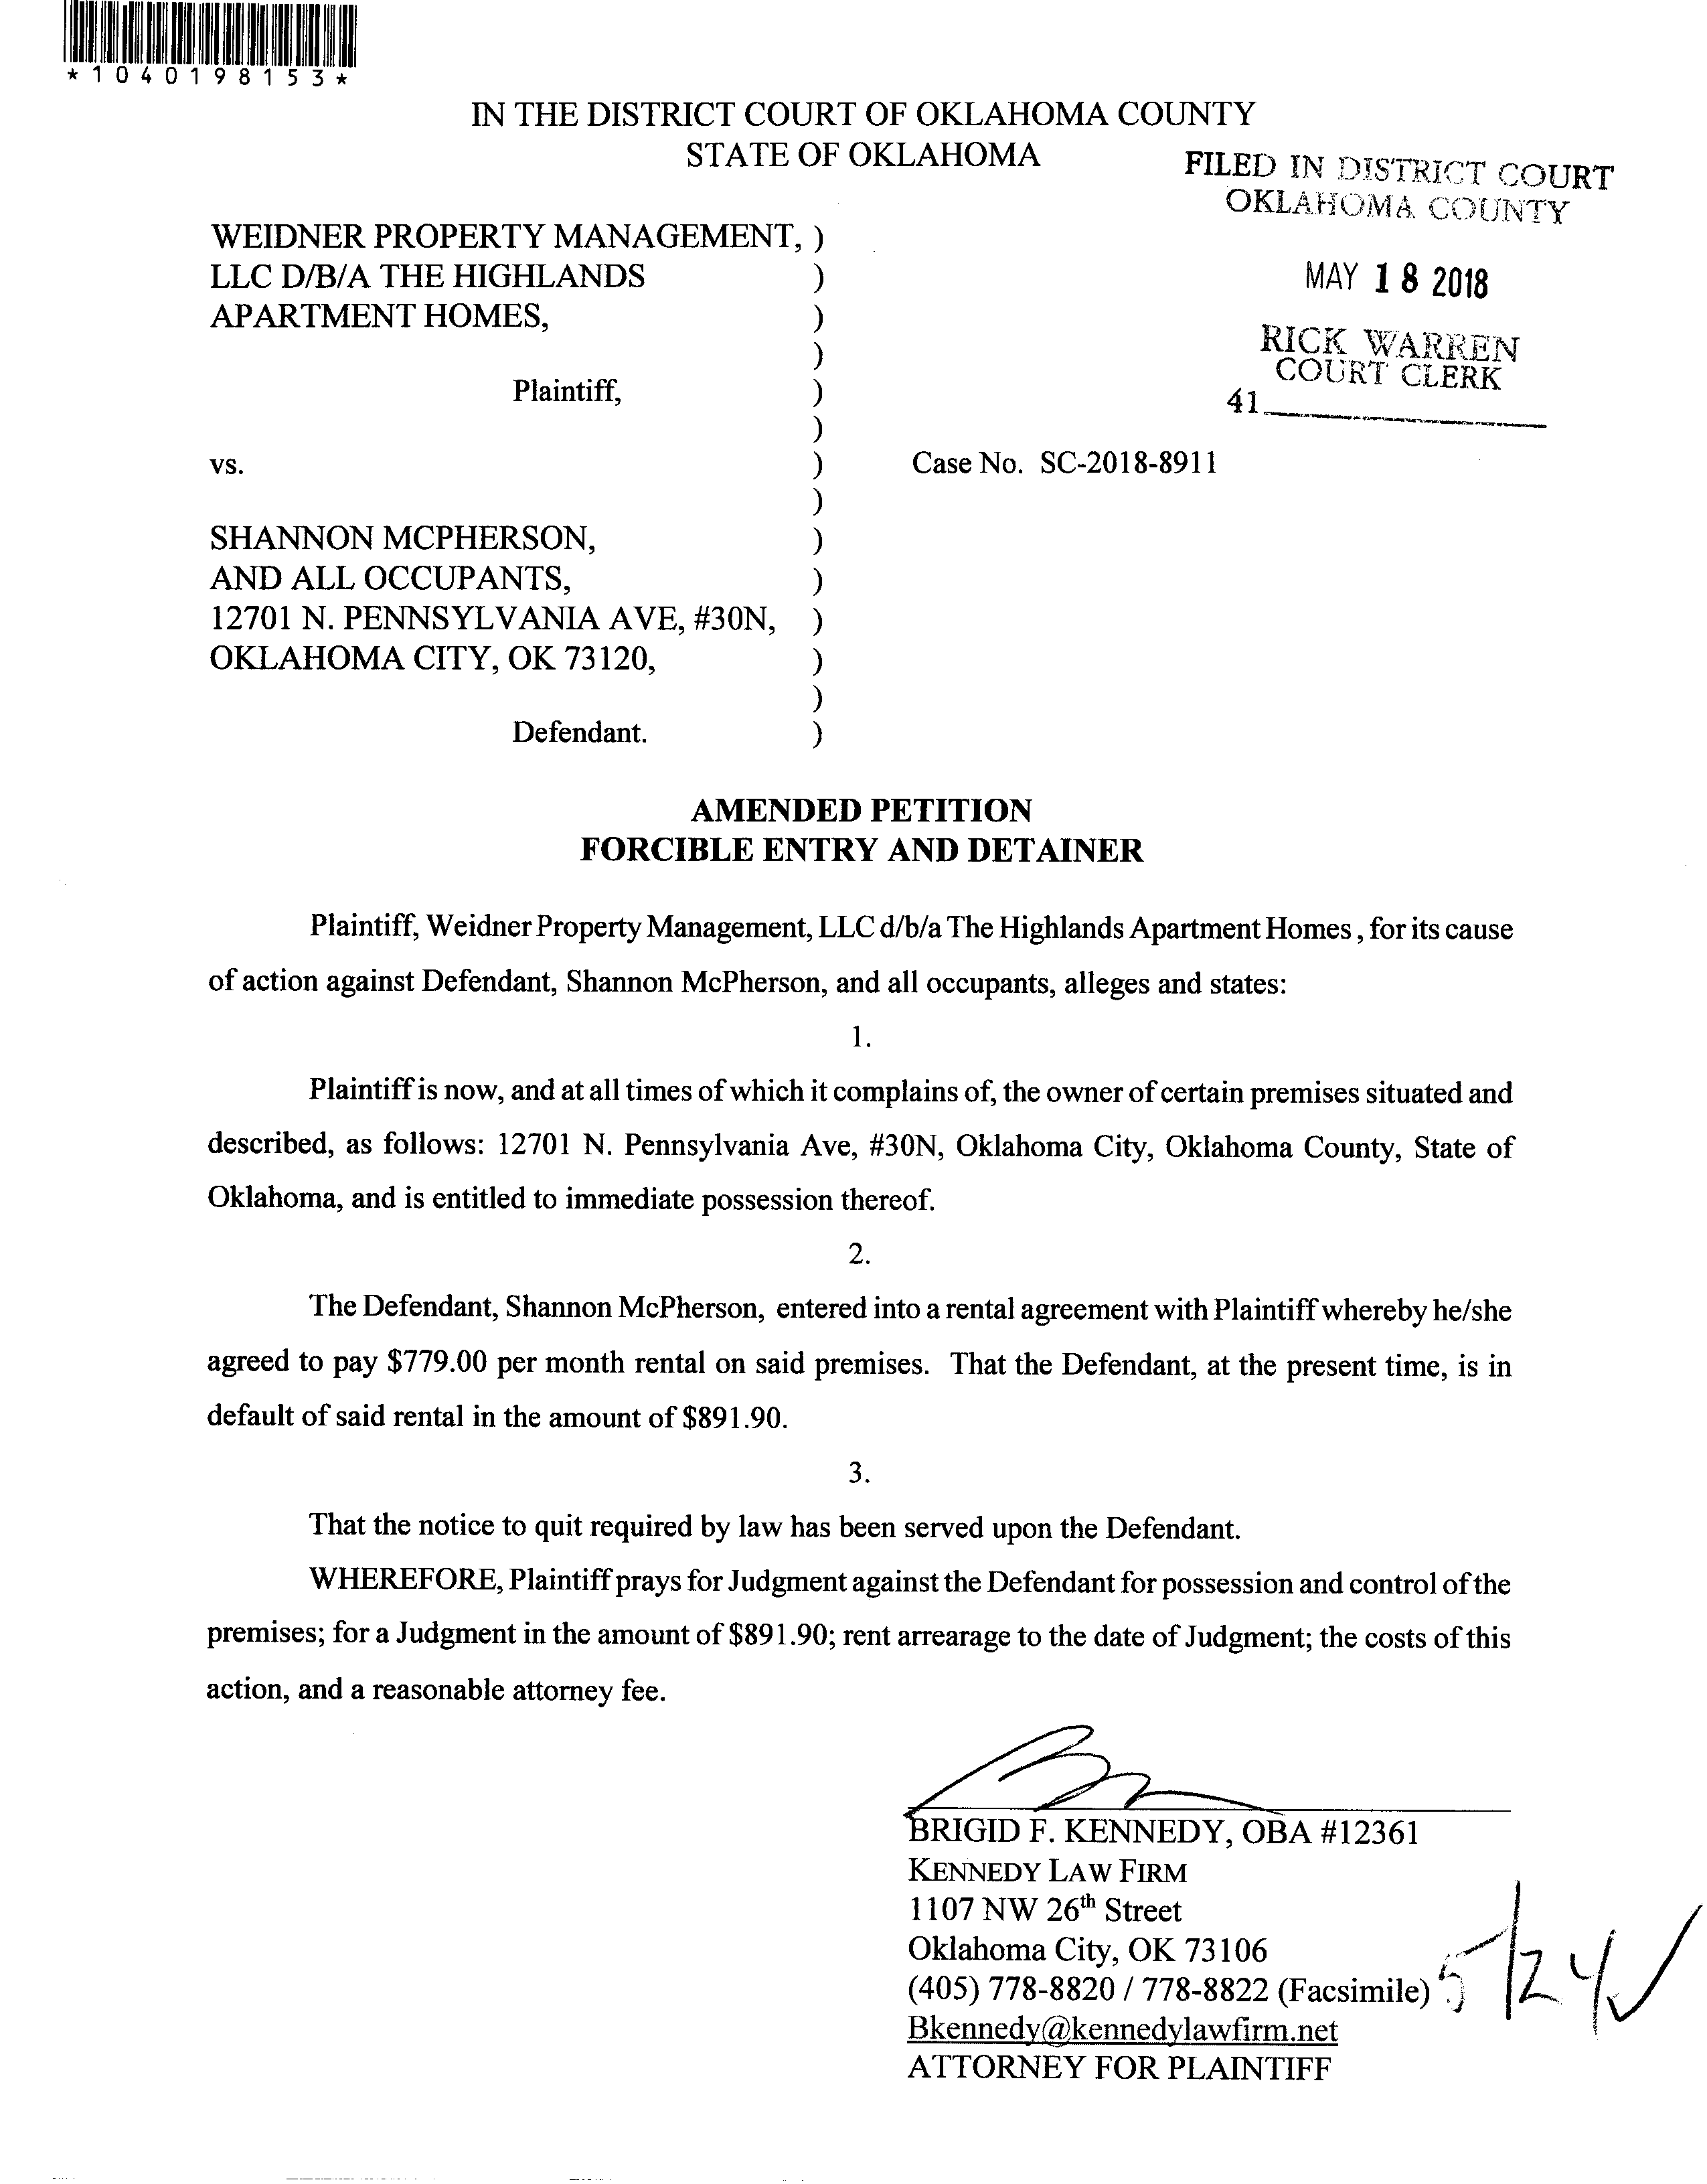 *1040198153*
IN THE DISTRICT COURT OF OKLAHOMA COUNTY
STATE OF OKLAHOMA
FILED IN DISTRICT COURT
OKLAHOMA COUNTY
MAY 18 2018
RICK WARREN
COURT CLERK
41
WEIDNER PROPERTY MANAGEMENT, )
LLC D/B/A THE HIGHLANDS )
APARTMENT HOMES, )
)
Plaintiff, )
)
vs. ) Case No. SC-2018-8911
)
SHANNON MCPHERSON, )
AND ALL OCCUPANTS, )
12701 N. PENNSYLVANIA AVE, #30N, )
OKLAHOMA CITY, OK 73120, )
)
Defendant. )
AMENDED PETITION
FORCIBLE ENTRY AND DETAINER
Plaintiff, Weidner Property Management, LLC d/b/a The Highlands Apartment Homes , for its cause
of action against Defendant, Shannon McPherson, and all occupants, alleges and states:
1.
Plaintiff is now, and at all times of which it complains of, the owner of certain premises situated and
described, as follows: 12701 N. Pennsylvania Ave, #30N, Oklahoma City, Oklahoma County, State of
Oklahoma, and is entitled to immediate possession thereof.
2.
The Defendant, Shannon McPherson, entered into a rental agreement with Plaintiff whereby he/she
agreed to pay $779.00 per month rental on said premises. That the Defendant, at the present time, is in
default of said rental in the amount of $891.90.
3.
That the notice to quit required by law has been served upon the Defendant.
WHEREFORE, Plaintiff prays for Judgment against the Defendant for possession and control of the
premises; for a Judgment in the amount of $891.90; rent arrearage to the date of Judgment; the costs of this
action, and a reasonable attorney fee.
BRIGID F. KENNEDY, OBA #12361
KENNEDY LAW FIRM
1107 NW 26th Street
Oklahoma City, OK 73106
(405) 778-8820 / 778-8822 (Facsimile)
Bkennedy@kennedylawfirm.net
ATTORNEY FOR PLAINTIFF
5/24